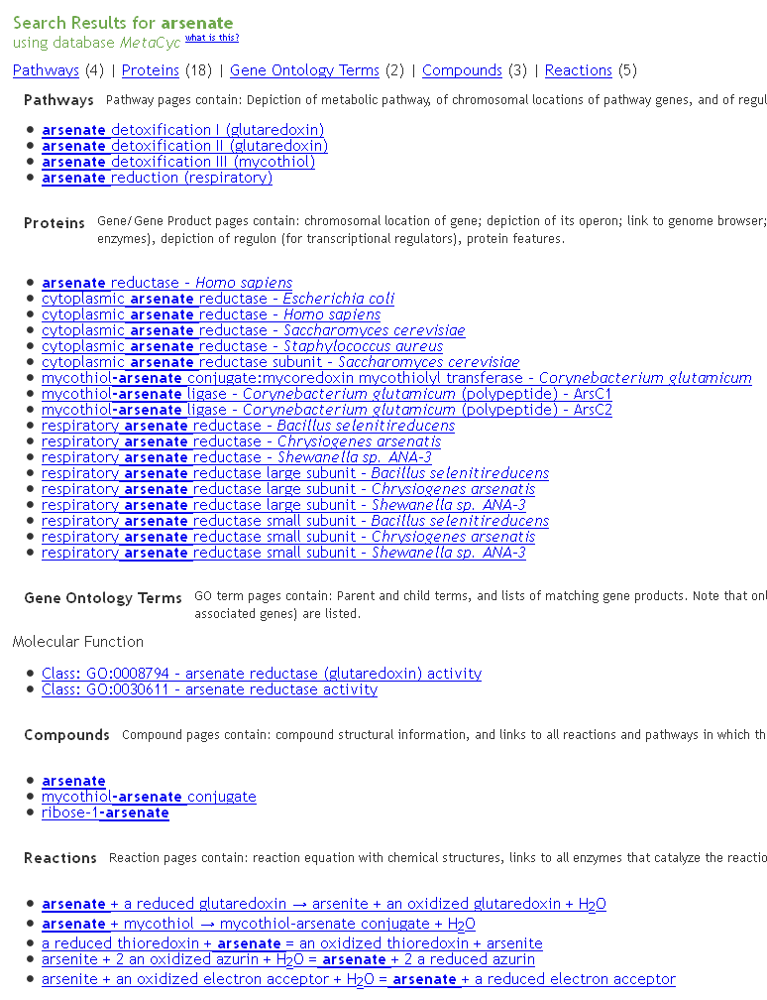 Search Results for arsenate
using database MetaCyc what is this?
Pathways (4) | Proteins (18) | Gene Ontology Terms (2) | Compounds (3) | Reactions (5)
Pathways Pathway pages contain: Depiction of metabolic pathway, of chromosomal locations of pathway genes, and of regul
• arsenate detoxification I (glutaredoxin)
• arsenate detoxification II (glutaredoxin)
• arsenate detoxification III (mycothiol)
• arsenate reduction (respiratory)
Proteins Gene/Gene Product pages contain: chromosomal location of gene; depiction of its operon; link to genome browser;
enzymes), depiction of regulon (for transcriptional regulators), protein features.
• arsenate reductase - Homo sapiens
• cytoplasmic arsenate reductase - Escherichia coli
• cytoplasmic arsenate reductase - Homo sapiens
• cytoplasmic arsenate reductase - Saccharomyces cerevisiae
• cytoplasmic arsenate reductase - Staphylococcus aureus
• cytoplasmic arsenate reductase subunit - Saccharomyces cerevisiae
• mycothiol-arsenate conjugate:mycoredoxin mycothiolyl transferase - Corynebacterium glutamicum
• mycothiol-arsenate ligase - Corynebacterium glutamicum (polypeptide) - ArsC1
• mycothiol-arsenate ligase - Corynebacterium glutamicum (polypeptide) - ArsC2
• respiratory arsenate reductase - Bacillus selenitireducens
• respiratory arsenate reductase - Chrysiogenes arsenatis
• respiratory arsenate reductase - Shewanella sp. ANA-3
• respiratory arsenate reductase large subunit - Bacillus selenitireducens
• respiratory arsenate reductase large subunit - Chrysiogenes arsenatis
• respiratory arsenate reductase large subunit - Shewanella sp. ANA-3
• respiratory arsenate reductase small subunit - Bacillus selenitireducens
• respiratory arsenate reductase small subunit - Chrysiogenes arsenatis
• respiratory arsenate reductase small subunit - Shewanella sp. ANA-3
Gene Ontology Terms GO term pages contain: Parent and child terms, and lists of matching gene products. Note that onl
associated genes) are listed.
Molecular Function
• Class: GO:0008794 - arsenate reductase (glutaredoxin) activity
• Class: GO:0030611 - arsenate reductase activity
Compounds Compound pages contain: compound structural information, and links to all reactions and pathways in which th
• arsenate
• mycothiol-arsenate conjugate
• ribose-1-arsenate
Reactions Reaction pages contain: reaction equation with chemical structures, links to all enzymes that catalyze the reactio
• arsenate + a reduced glutaredoxin → arsenite + an oxidized glutaredoxin + H2O
• arsenate + mycothiol → mycothiol-arsenate conjugate + H2O
• a reduced thioredoxin + arsenate = an oxidized thioredoxin + arsenite
• arsenite + 2 an oxidized azurin + H2O = arsenate + 2 a reduced azurin
• arsenite + an oxidized electron acceptor + H2O = arsenate + a reduced electron acceptor